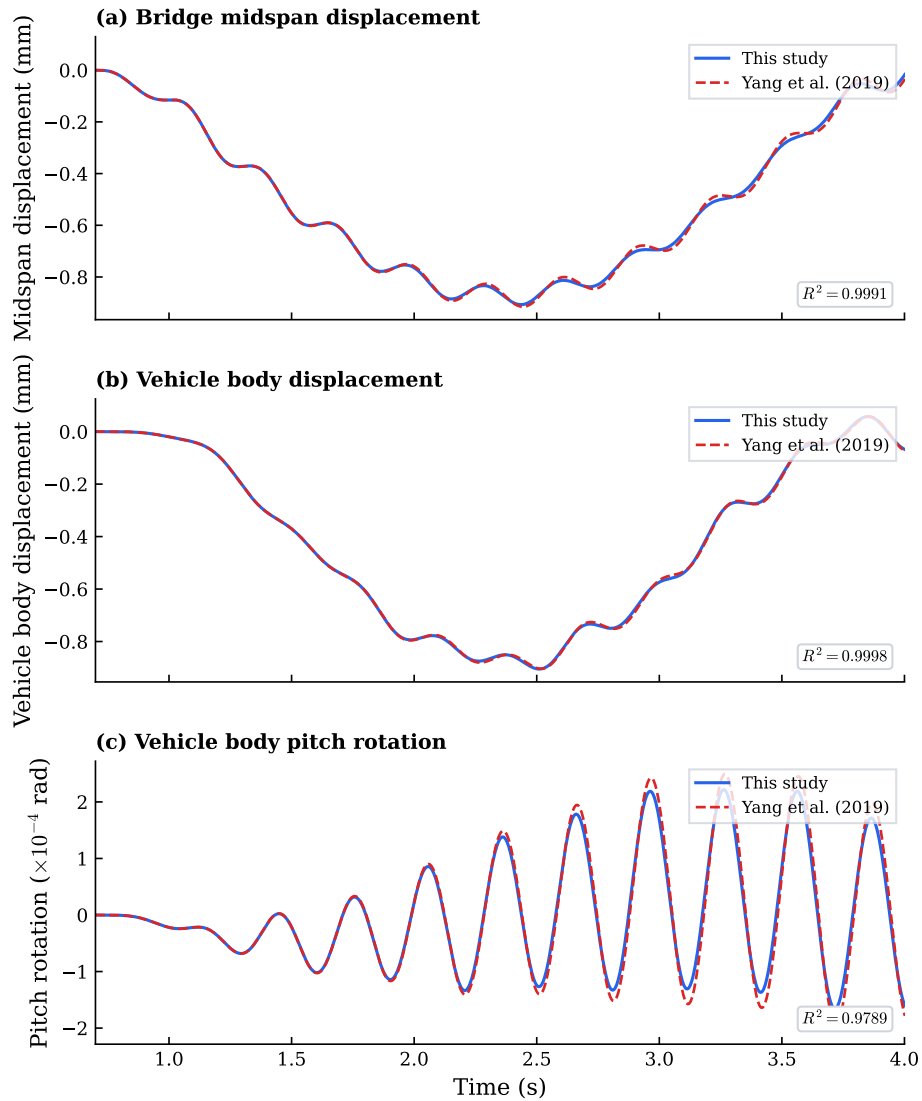 (a) Bridge midspan displacement
Midspan displacement (mm)
0.0
−0.2
−0.4
−0.6
−0.8
This study
Yang et al. (2019)
R² = 0.9991
(b) Vehicle body displacement
Vehicle body displacement (mm)
0.0
−0.2
−0.4
−0.6
−0.8
This study
Yang et al. (2019)
R² = 0.9998
(c) Vehicle body pitch rotation
Pitch rotation (×10⁻⁴ rad)
2
1
0
−1
−2
This study
Yang et al. (2019)
R² = 0.9789
1.0 1.5 2.0 2.5 3.0 3.5 4.0
Time (s)